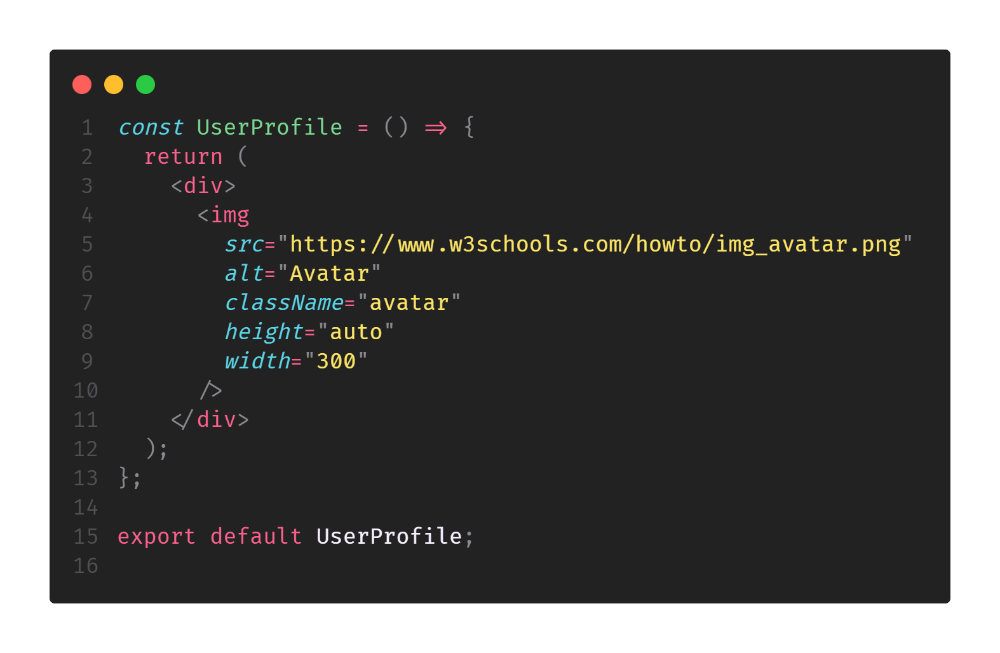 1 const UserProfile = () => {
2   return (
3     <div>
4       <img
5         src="https://www.w3schools.com/howto/img_avatar.png"
6         alt="Avatar"
7         className="avatar"
8         height="auto"
9         width="300"
10       />
11     </div>
12   );
13 };
14
15 export default UserProfile;
16